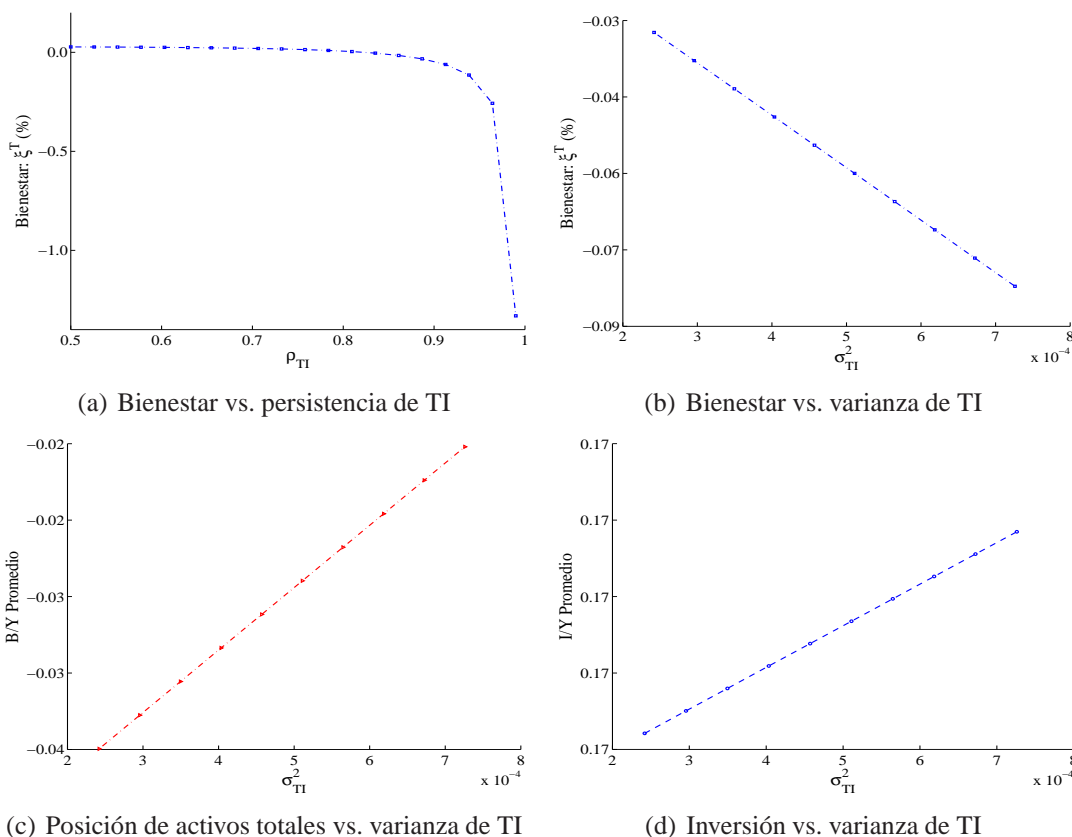 0.0
−0.5
−1.0
Bienestar: ξ^T (%)
0.5 0.6 0.7 0.8 0.9 1
ρ_TI
(a) Bienestar vs. persistencia de TI
−0.03
−0.04
−0.06
−0.07
−0.09
Bienestar: ξ^T (%)
2 3 4 5 6 7 8
x 10^−4
σ^2_TI
(b) Bienestar vs. varianza de TI
−0.02
−0.02
−0.03
−0.03
−0.04
B/Y Promedio
2 3 4 5 6 7 8
x 10^−4
σ^2_TI
(c) Posición de activos totales vs. varianza de TI
0.17
0.17
0.17
0.17
0.17
I/Y Promedio
2 3 4 5 6 7 8
x 10^−4
σ^2_TI
(d) Inversión vs. varianza de TI